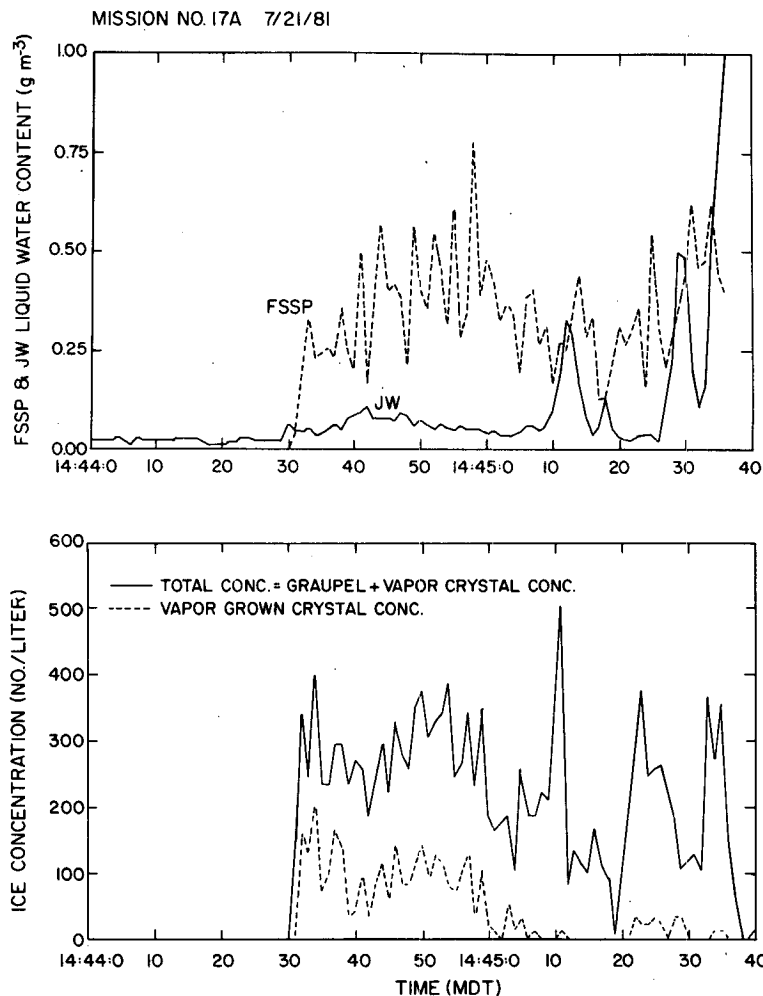 MISSION NO. 17A 7/21/81
FSSP & JW LIQUID WATER CONTENT (g m⁻³)
1.00
0.75
0.50
0.25
0.00
FSSP
JW
14:44:0 10 20 30 40 50 14:45:0 10 20 30 40
ICE CONCENTRATION (NO./LITER)
600
500
400
300
200
100
0
TOTAL CONC. = GRAUPEL + VAPOR CRYSTAL CONC.
VAPOR GROWN CRYSTAL CONC.
14:44:0 10 20 30 40 50 14:45:0 10 20 30 40
TIME (MDT)